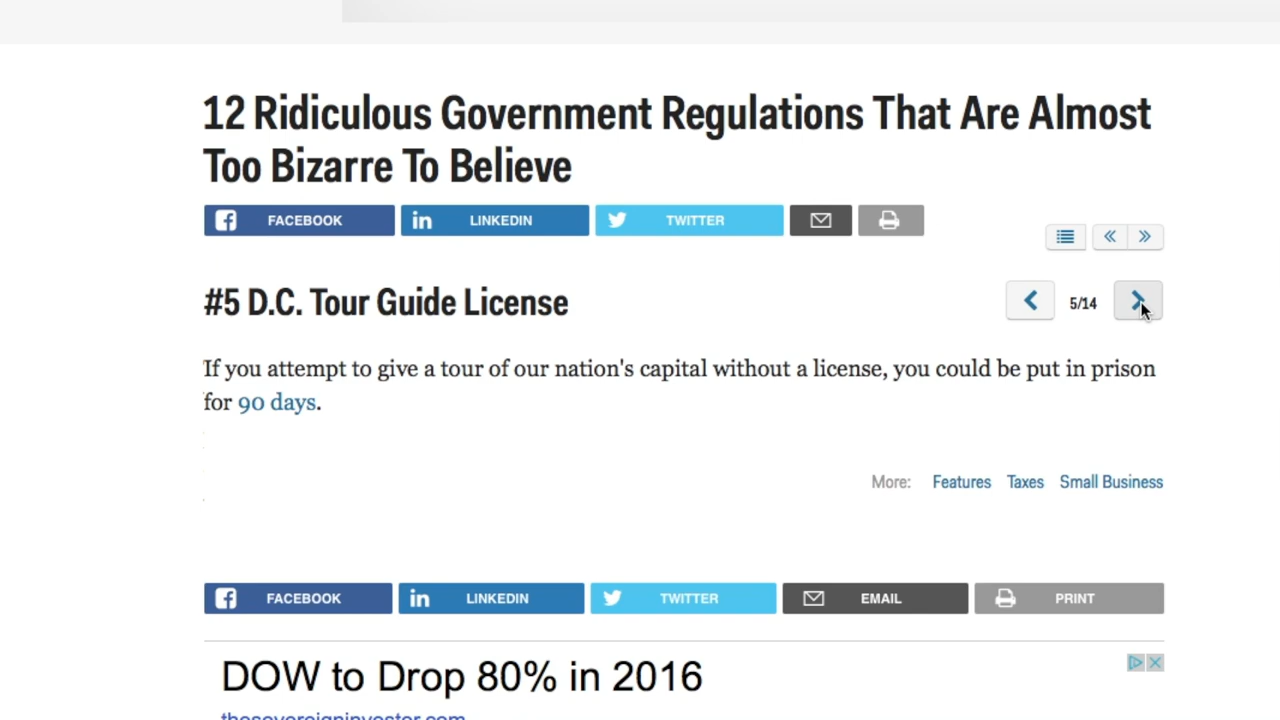 12 Ridiculous Government Regulations That Are Almost
Too Bizarre To Believe
FACEBOOK
LINKEDIN
TWITTER
#5 D.C. Tour Guide License
5/14
If you attempt to give a tour of our nation's capital without a license, you could be put in prison
for 90 days.
More: Features Taxes Small Business
FACEBOOK
LINKEDIN
TWITTER
EMAIL
PRINT
DOW to Drop 80% in 2016
thesovereigninvestor.com